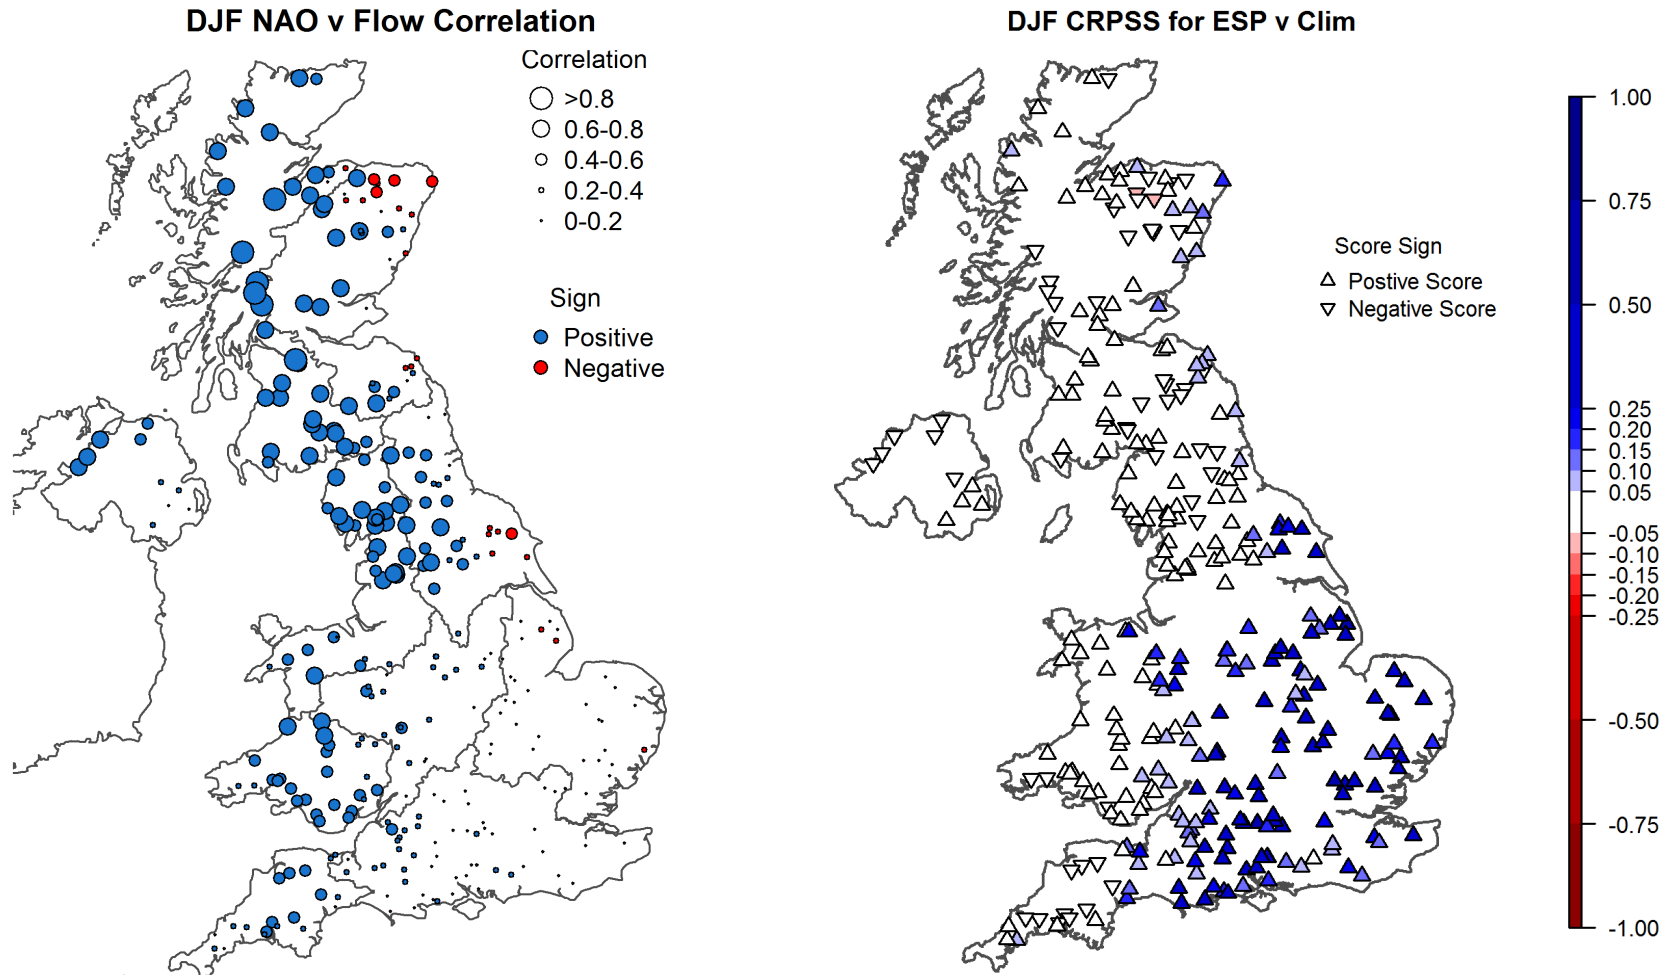 DJF NAO v Flow Correlation
Correlation
>0.8
0.6-0.8
0.4-0.6
0.2-0.4
0-0.2
Sign
Positive
Negative
DJF CRPSS for ESP v Clim
Score Sign
Postive Score
Negative Score
1.00
0.75
0.50
0.25
0.20
0.15
0.10
0.05
-0.05
-0.10
-0.15
-0.20
-0.25
-0.50
-0.75
-1.00